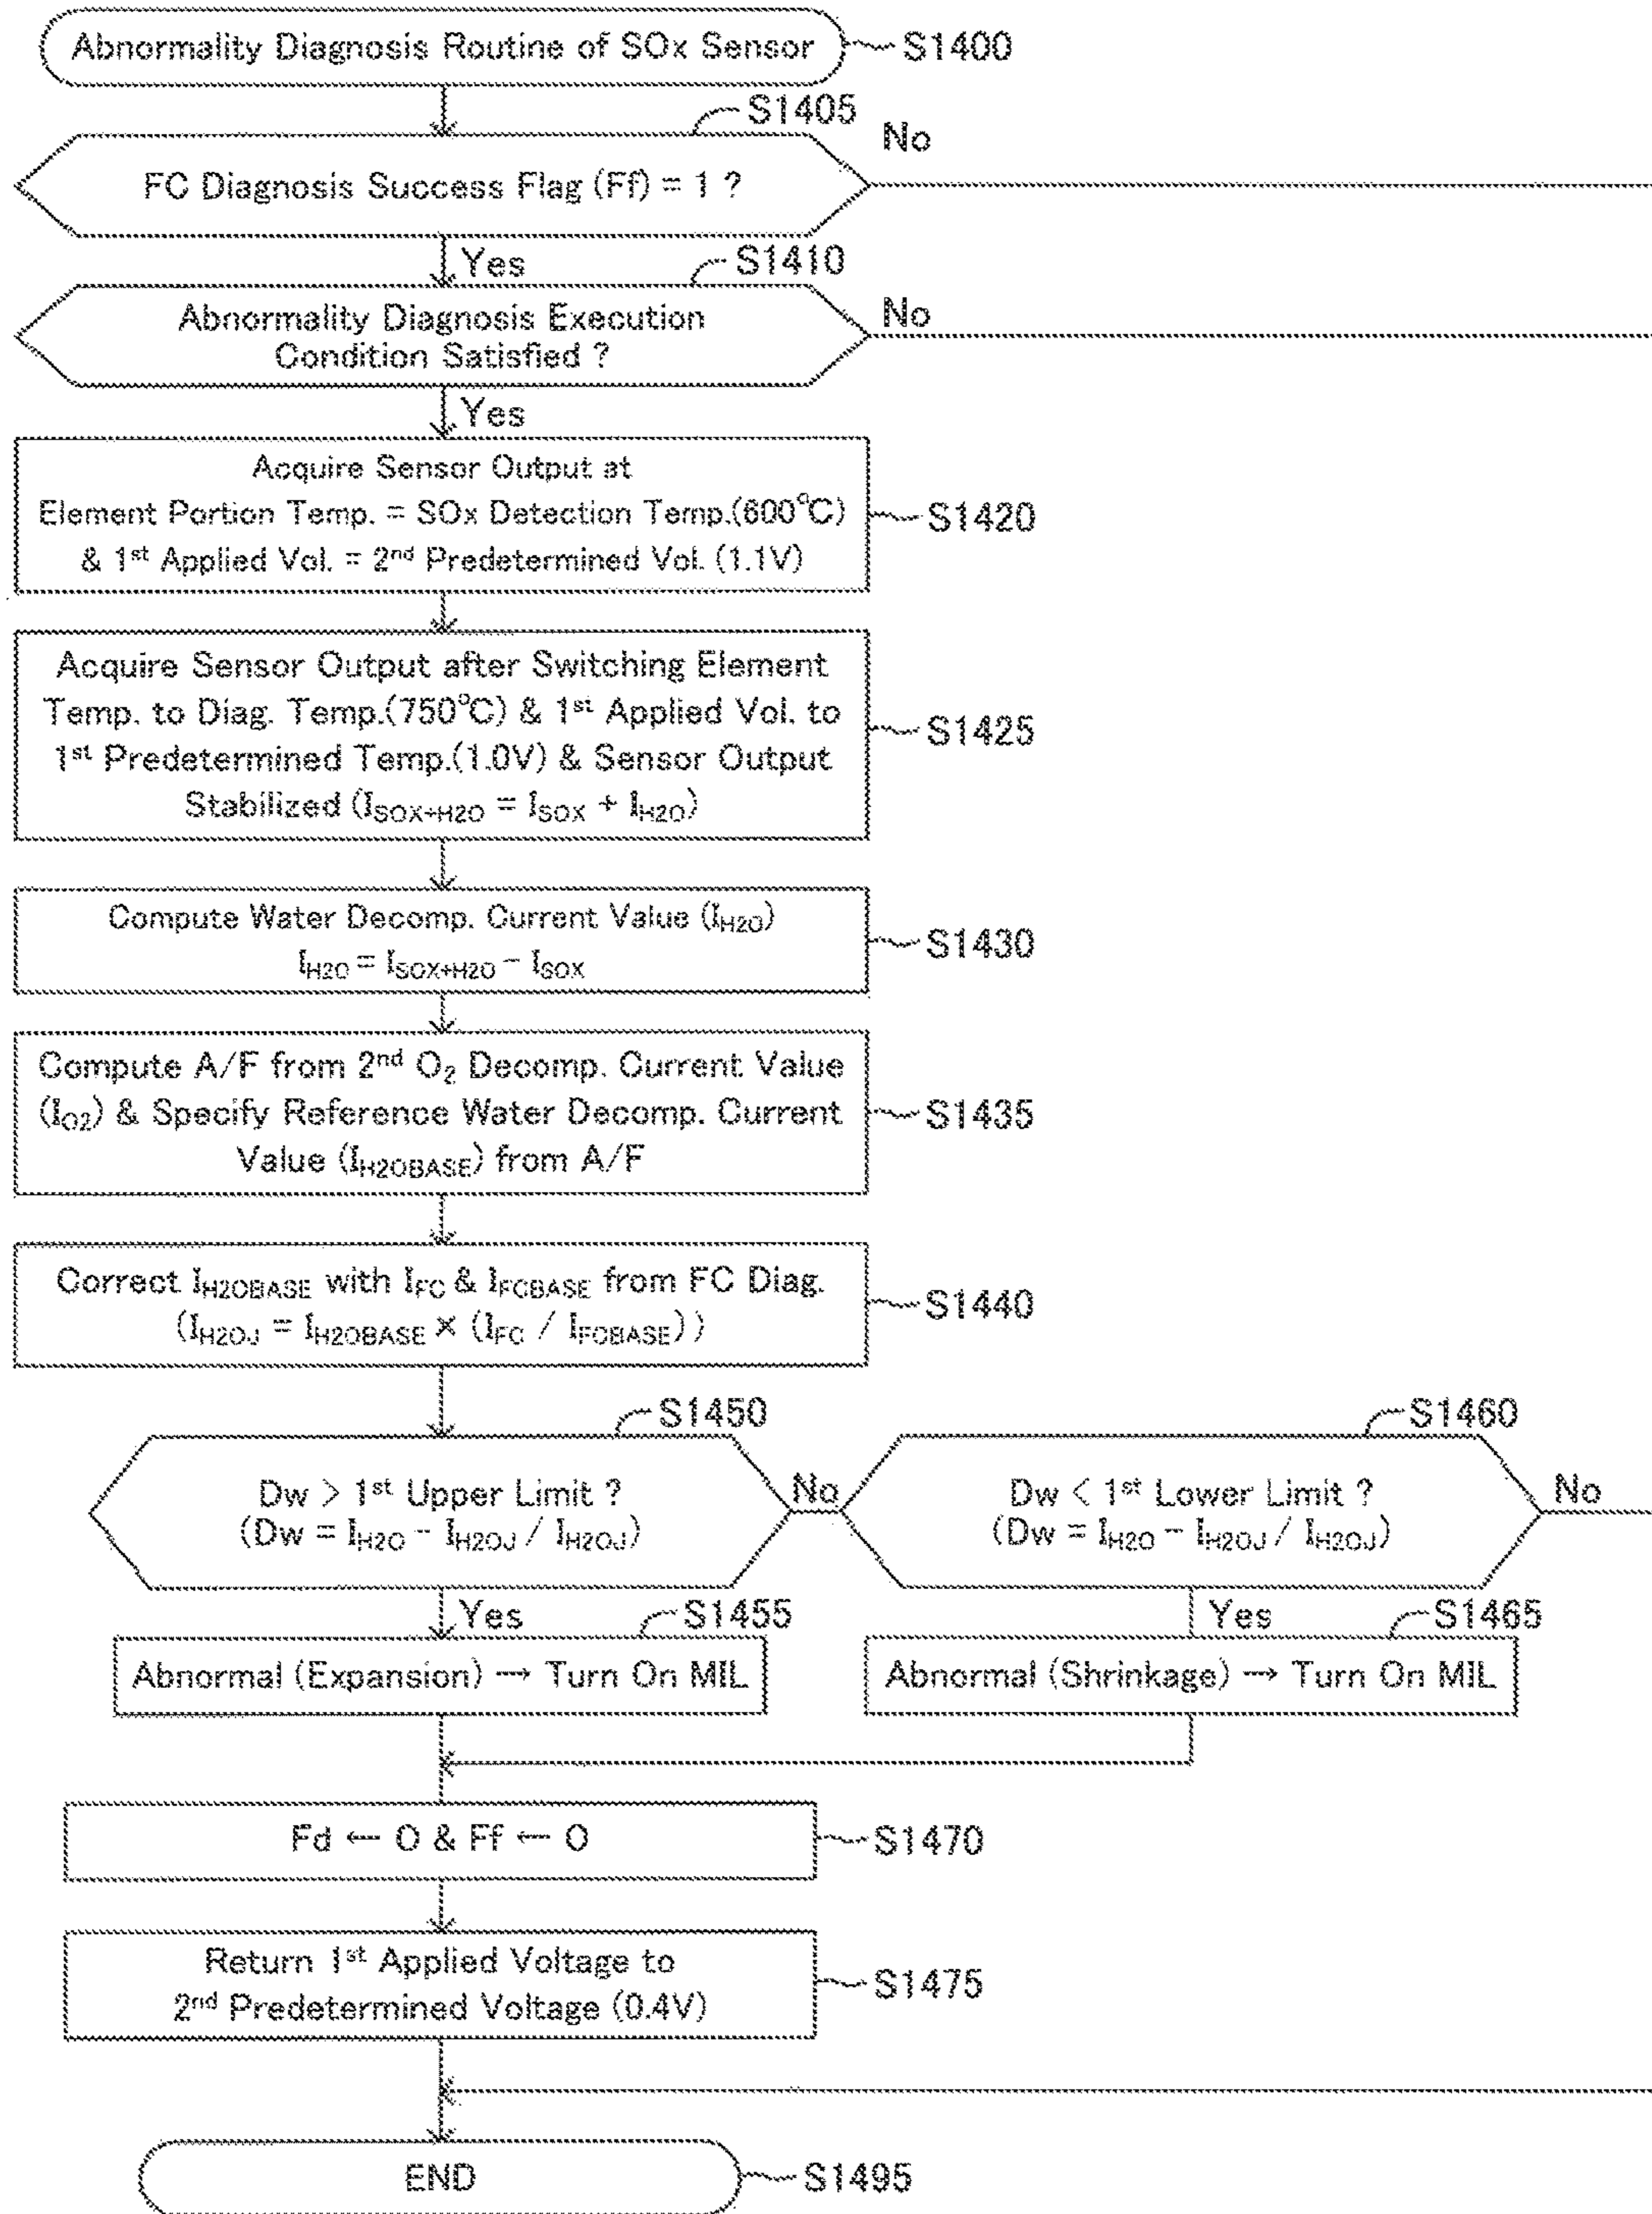 Abnormality Diagnosis Routine of SOx Sensor
S1400
S1405
FC Diagnosis Success Flag (Ff) = 1 ?
No
Yes
S1410
Abnormality Diagnosis Execution
Condition Satisfied ?
No
Yes
Acquire Sensor Output at
Element Portion Temp. = SOx Detection Temp.(600°C)
& 1st Applied Vol. = 2nd Predetermined Vol. (1.1V)
S1420
Acquire Sensor Output after Switching Element
Temp. to Diag. Temp.(750°C) & 1st Applied Vol. to
1st Predetermined Temp.(1.0V) & Sensor Output
Stabilized (ISOX+H2O = ISOX + IH2O)
S1425
Compute Water Decomp. Current Value (IH2O)
IH2O = ISOX+H2O - ISOX
S1430
Compute A/F from 2nd O2 Decomp. Current Value
(IO2) & Specify Reference Water Decomp. Current
Value (IH2OBASE) from A/F
S1435
Correct IH2OBASE with IFC & IFCBASE from FC Diag.
(IH2OJ = IH2OBASE × (IFC / IFCBASE))
S1440
S1450
Dw > 1st Upper Limit ?
(Dw = IH2O - IH2OJ / IH2OJ)
No
S1460
Dw < 1st Lower Limit ?
(Dw = IH2O - IH2OJ / IH2OJ)
No
Yes
S1455
Abnormal (Expansion) → Turn On MIL
Yes
S1465
Abnormal (Shrinkage) → Turn On MIL
Fd ← O & Ff ← O
S1470
Return 1st Applied Voltage to
2nd Predetermined Voltage (0.4V)
S1475
END
S1495